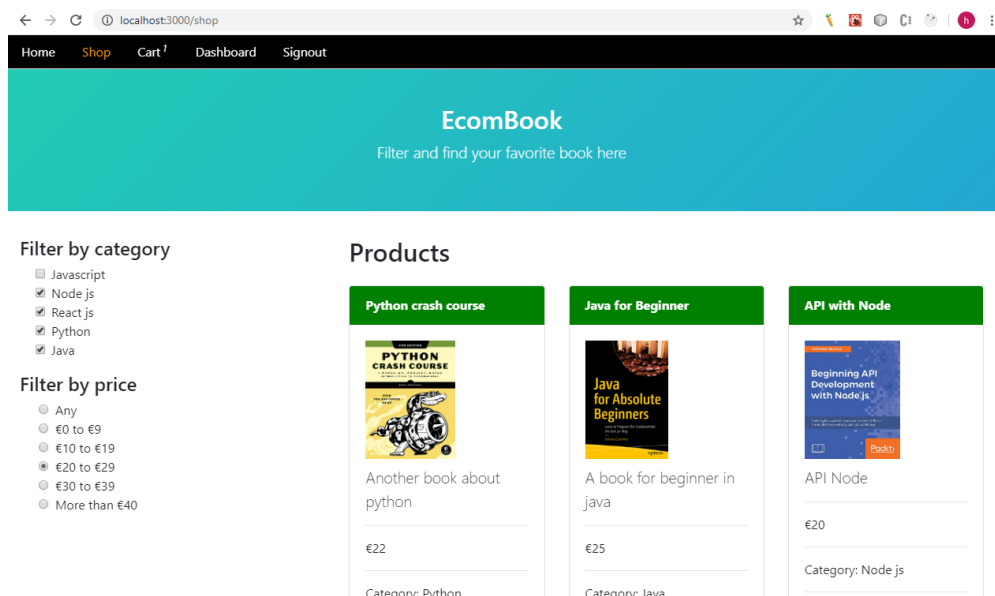 localhost:3000/shop
h
Home Shop Cart 1 Dashboard Signout
EcomBook
Filter and find your favorite book here
Filter by category
Javascript
Node js
React js
Python
Java
Filter by price
Any
€0 to €9
€10 to €19
€20 to €29
€30 to €39
More than €40
Products
Python crash course
PYTHON
CRASH COURSE
Another book about
python
€22
Category: Python
Java for Beginner
Java
for Absolute
Beginners
A book for beginner in
java
€25
Category: Java
API with Node
Beginning API
Development
with Node.js
Packt
API Node
€20
Category: Node js